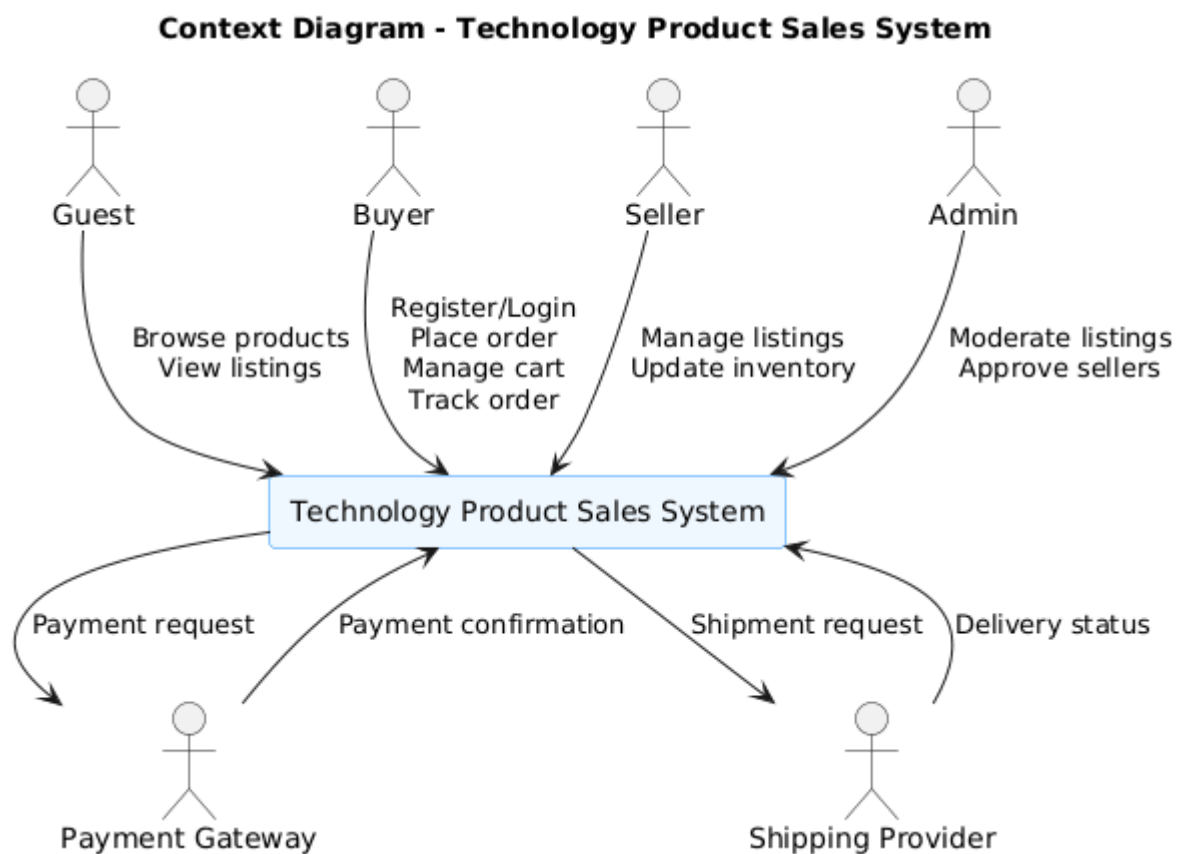 Context Diagram - Technology Product Sales System
Guest
Buyer
Seller
Admin
Browse products
View listings
Register/Login
Place order
Manage cart
Track order
Manage listings
Update inventory
Moderate listings
Approve sellers
Technology Product Sales System
Payment request
Payment confirmation
Shipment request
Delivery status
Payment Gateway
Shipping Provider